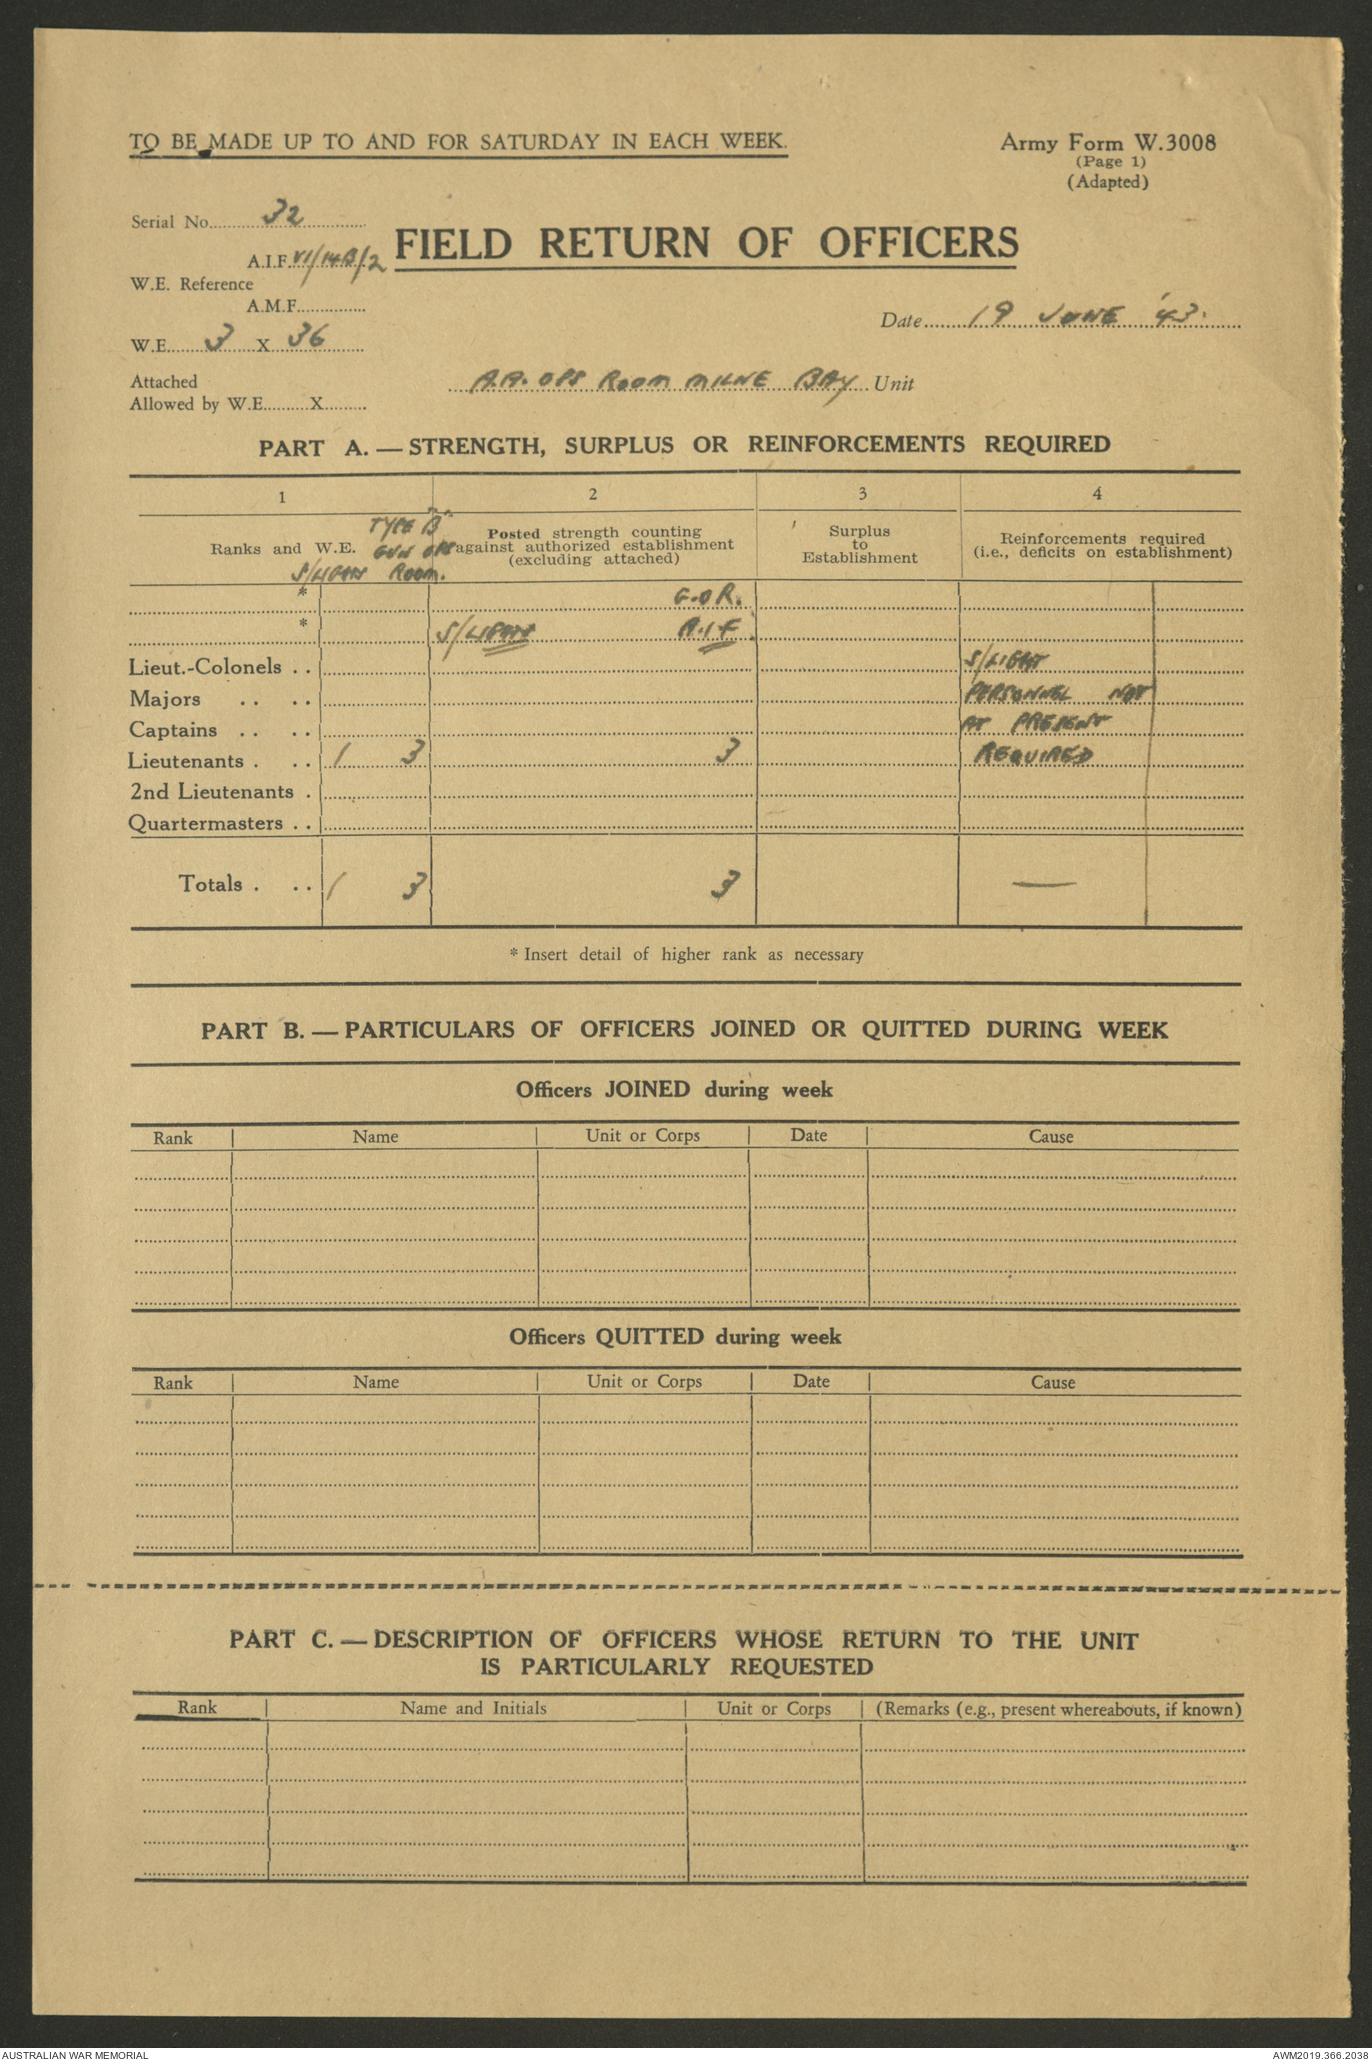 TO BE MADE UP TO AND FOR SATURDAY IN EACH WEEK.
Army Form W.3008
(Page 1)
(Adapted)
Serial No. 32
FIELD RETURN OF OFFICERS
A.I.F. VI/14B/2
W.E. Reference
A.M.F.
Date 19 JUNE '43.
W.E. 3 X 36
Attached
Allowed by W.E. X
A.A. OPS ROOM MILNE BAY Unit
PART A. — STRENGTH, SURPLUS OR REINFORCEMENTS REQUIRED
1 2 3 4
Ranks and W.E. TYPE "B" GUN OPS ROOM. S/LIGHT
Posted strength counting against authorized establishment (excluding attached)
Surplus to Establishment
Reinforcements required (i.e., deficits on establishment)
* G.O.R.
* S/LIGHT A.I.F
Lieut.-Colonels . . S/LIGHT
Majors . . . . PERSONNEL NOT
Captains . . . . AT PRESENT
Lieutenants . . . 1 3 3 REQUIRED
2nd Lieutenants .
Quartermasters . .
Totals . . . 1 3 3 —
* Insert detail of higher rank as necessary
PART B. — PARTICULARS OF OFFICERS JOINED OR QUITTED DURING WEEK
Officers JOINED during week
Rank Name Unit or Corps Date Cause
Officers QUITTED during week
Rank Name Unit or Corps Date Cause
PART C. — DESCRIPTION OF OFFICERS WHOSE RETURN TO THE UNIT
IS PARTICULARLY REQUESTED
Rank Name and Initials Unit or Corps (Remarks (e.g., present whereabouts, if known)
AUSTRALIAN WAR MEMORIAL AWM2019.366.2038